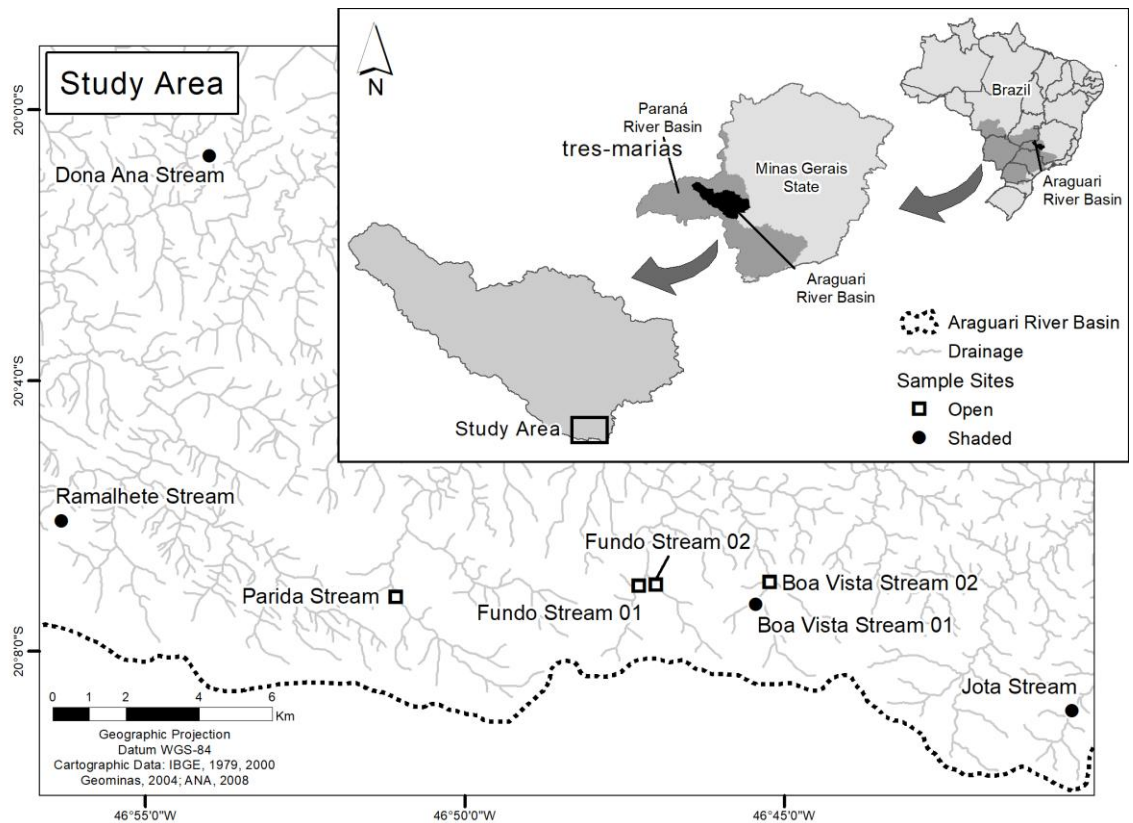 Study Area
N
Brazil
Paraná
River Basin
tres-marias
Minas Gerais
State
Araguari
River Basin
Araguari
River Basin
Study Area
Araguari River Basin
Drainage
Sample Sites
Open
Shaded
20°0'0"S
20°4'0"S
20°8'0"S
Dona Ana Stream
Ramalhete Stream
Parida Stream
Fundo Stream 02
Fundo Stream 01
Boa Vista Stream 02
Boa Vista Stream 01
Jota Stream
0 1 2 4 6
Km
Geographic Projection
Datum WGS-84
Cartographic Data: IBGE, 1979, 2000
Geominas, 2004; ANA, 2008
46°55'0"W
46°50'0"W
46°45'0"W